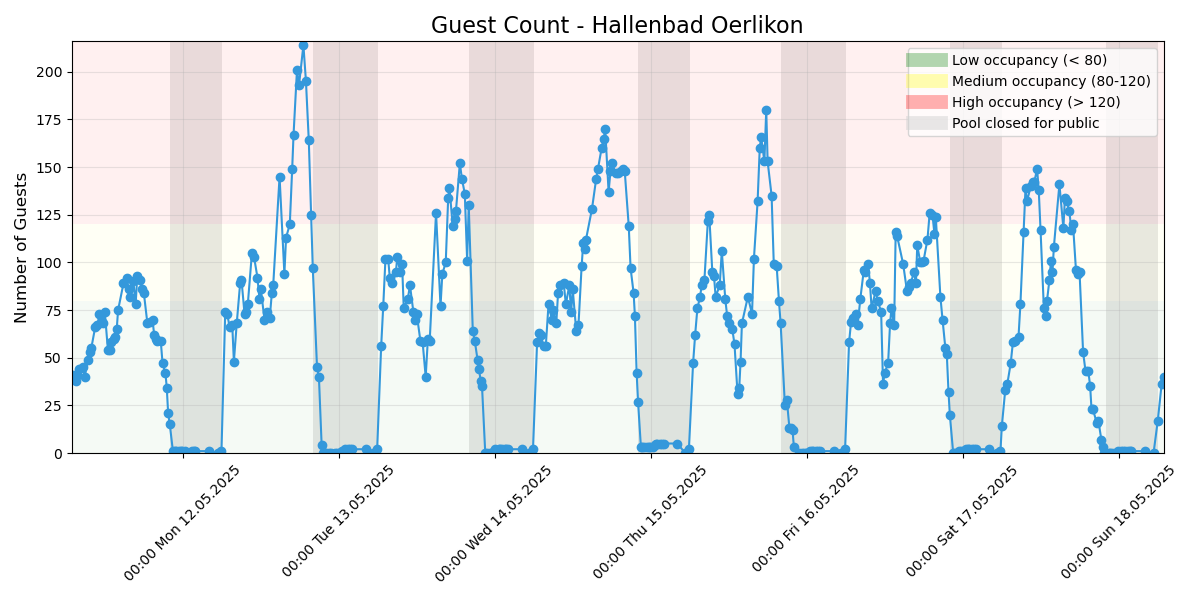 Guest Count - Hallenbad Oerlikon
Number of Guests
200
175
150
125
100
75
50
25
0
Low occupancy (< 80)
Medium occupancy (80-120)
High occupancy (> 120)
Pool closed for public
00:00 Mon 12.05.2025
00:00 Tue 13.05.2025
00:00 Wed 14.05.2025
00:00 Thu 15.05.2025
00:00 Fri 16.05.2025
00:00 Sat 17.05.2025
00:00 Sun 18.05.2025